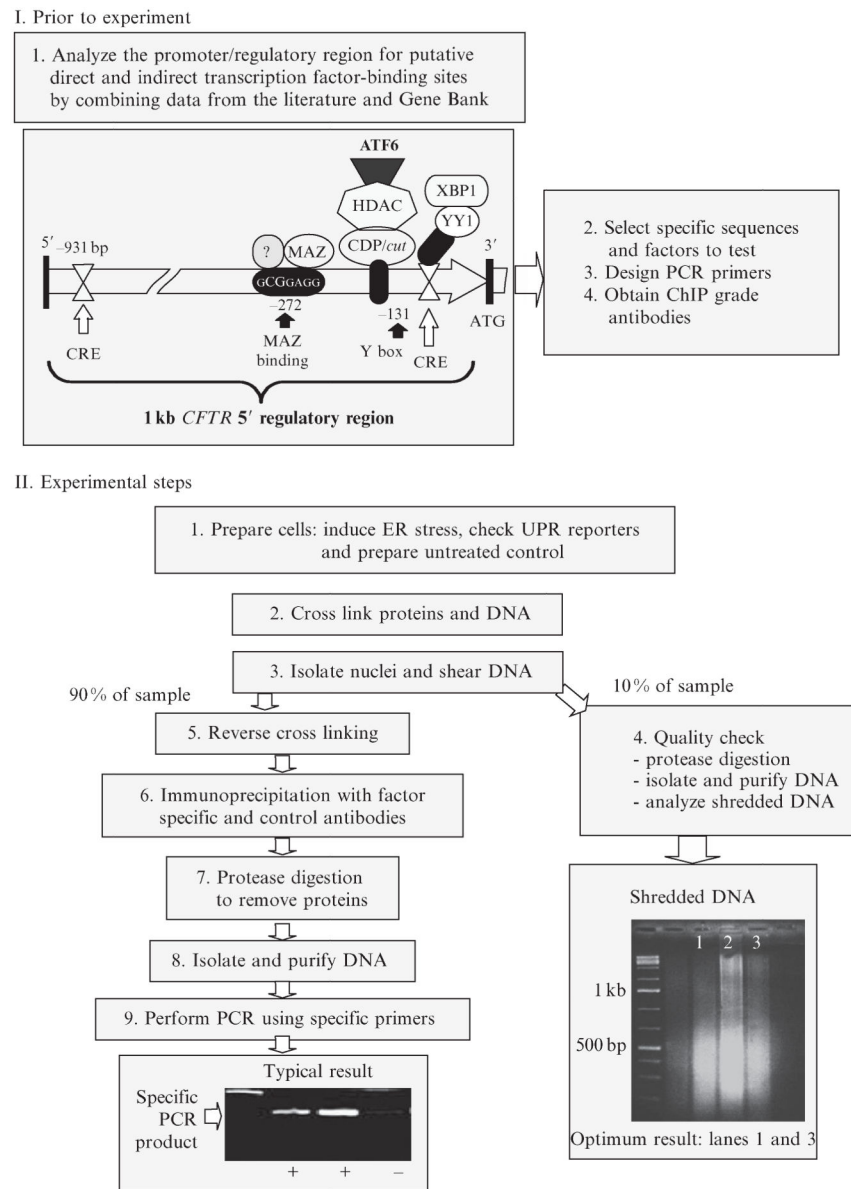 I. Prior to experiment
1. Analyze the promoter/regulatory region for putative
direct and indirect transcription factor-binding sites
by combining data from the literature and Gene Bank
ATF6
HDAC
XBP1
YY1
5′
–931 bp
?
MAZ
CDP/cut
3′
GCGGAGG
–272
–131
ATG
CRE
MAZ
binding
Y box
CRE
1 kb CFTR 5′ regulatory region
2. Select specific sequences
and factors to test
3. Design PCR primers
4. Obtain ChIP grade
antibodies
II. Experimental steps
1. Prepare cells: induce ER stress, check UPR reporters
and prepare untreated control
2. Cross link proteins and DNA
3. Isolate nuclei and shear DNA
90% of sample
10% of sample
5. Reverse cross linking
6. Immunoprecipitation with factor
specific and control antibodies
7. Protease digestion
to remove proteins
8. Isolate and purify DNA
9. Perform PCR using specific primers
Typical result
Specific
PCR
product
+ + –
4. Quality check
- protease digestion
- isolate and purify DNA
- analyze shredded DNA
Shredded DNA
1 2 3
1 kb
500 bp
Optimum result: lanes 1 and 3